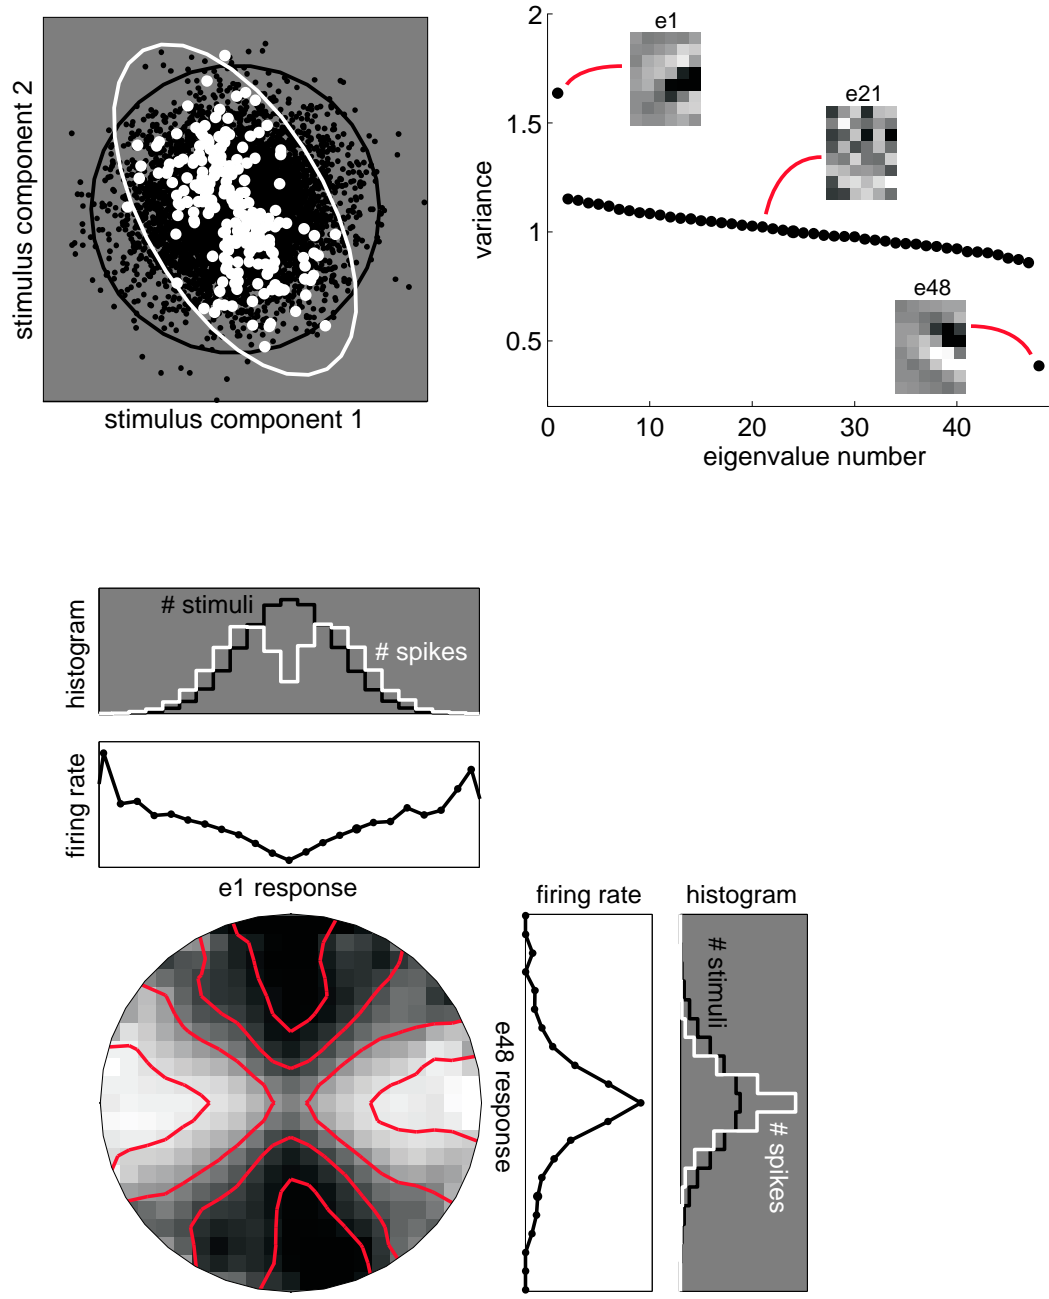 stimulus component 2
stimulus component 1
variance
2
1.5
1
0.5
0
10
20
30
40
eigenvalue number
e1
e21
e48
histogram
# stimuli
# spikes
firing rate
e1 response
firing rate
histogram
e48 response
# stimuli
# spikes